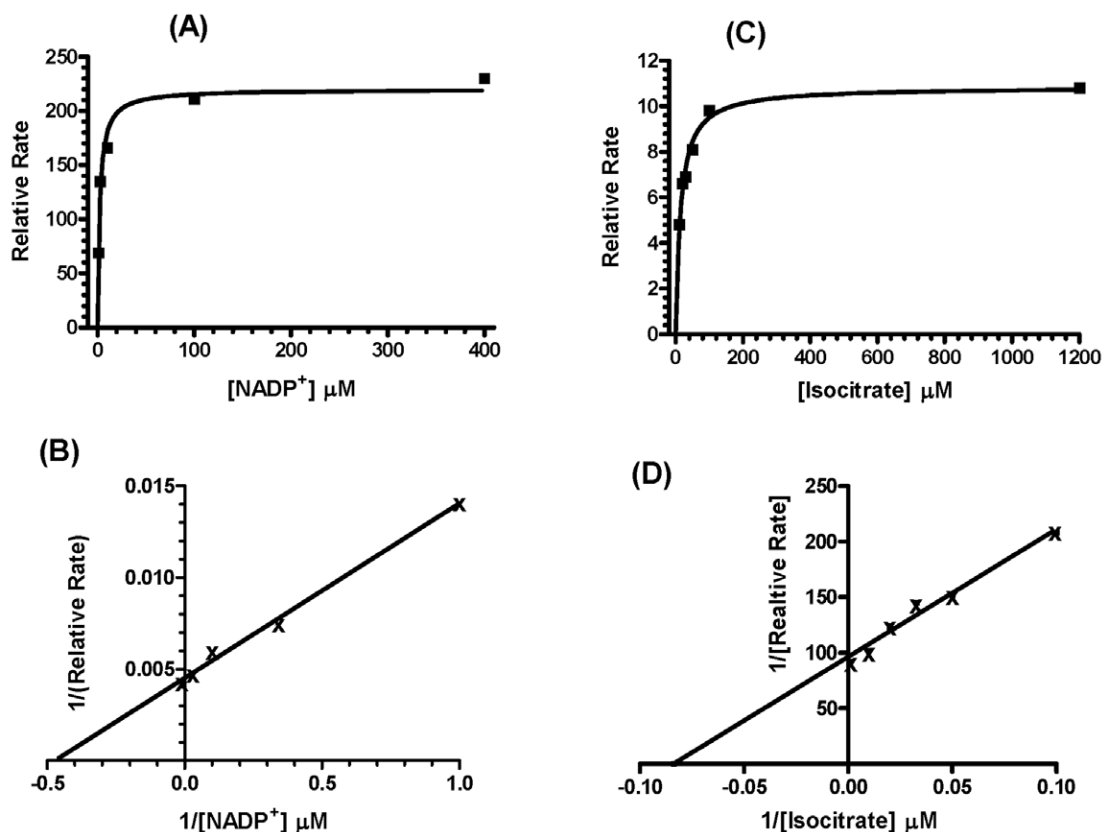 (A)
250
200
150
100
50
0
Relative Rate
0 100 200 300 400
[NADP⁺] μM
(C)
12
10
8
6
4
2
0
Relative Rate
0 200 400 600 800 1000 1200
[Isocitrate] μM
(B)
0.015
0.010
0.005
1/(Relative Rate)
-0.5 0.0 0.5 1.0
1/[NADP⁺] μM
(D)
250
200
150
100
50
1/[Realtive Rate]
-0.10 -0.05 0.00 0.05 0.10
1/[Isocitrate] μM